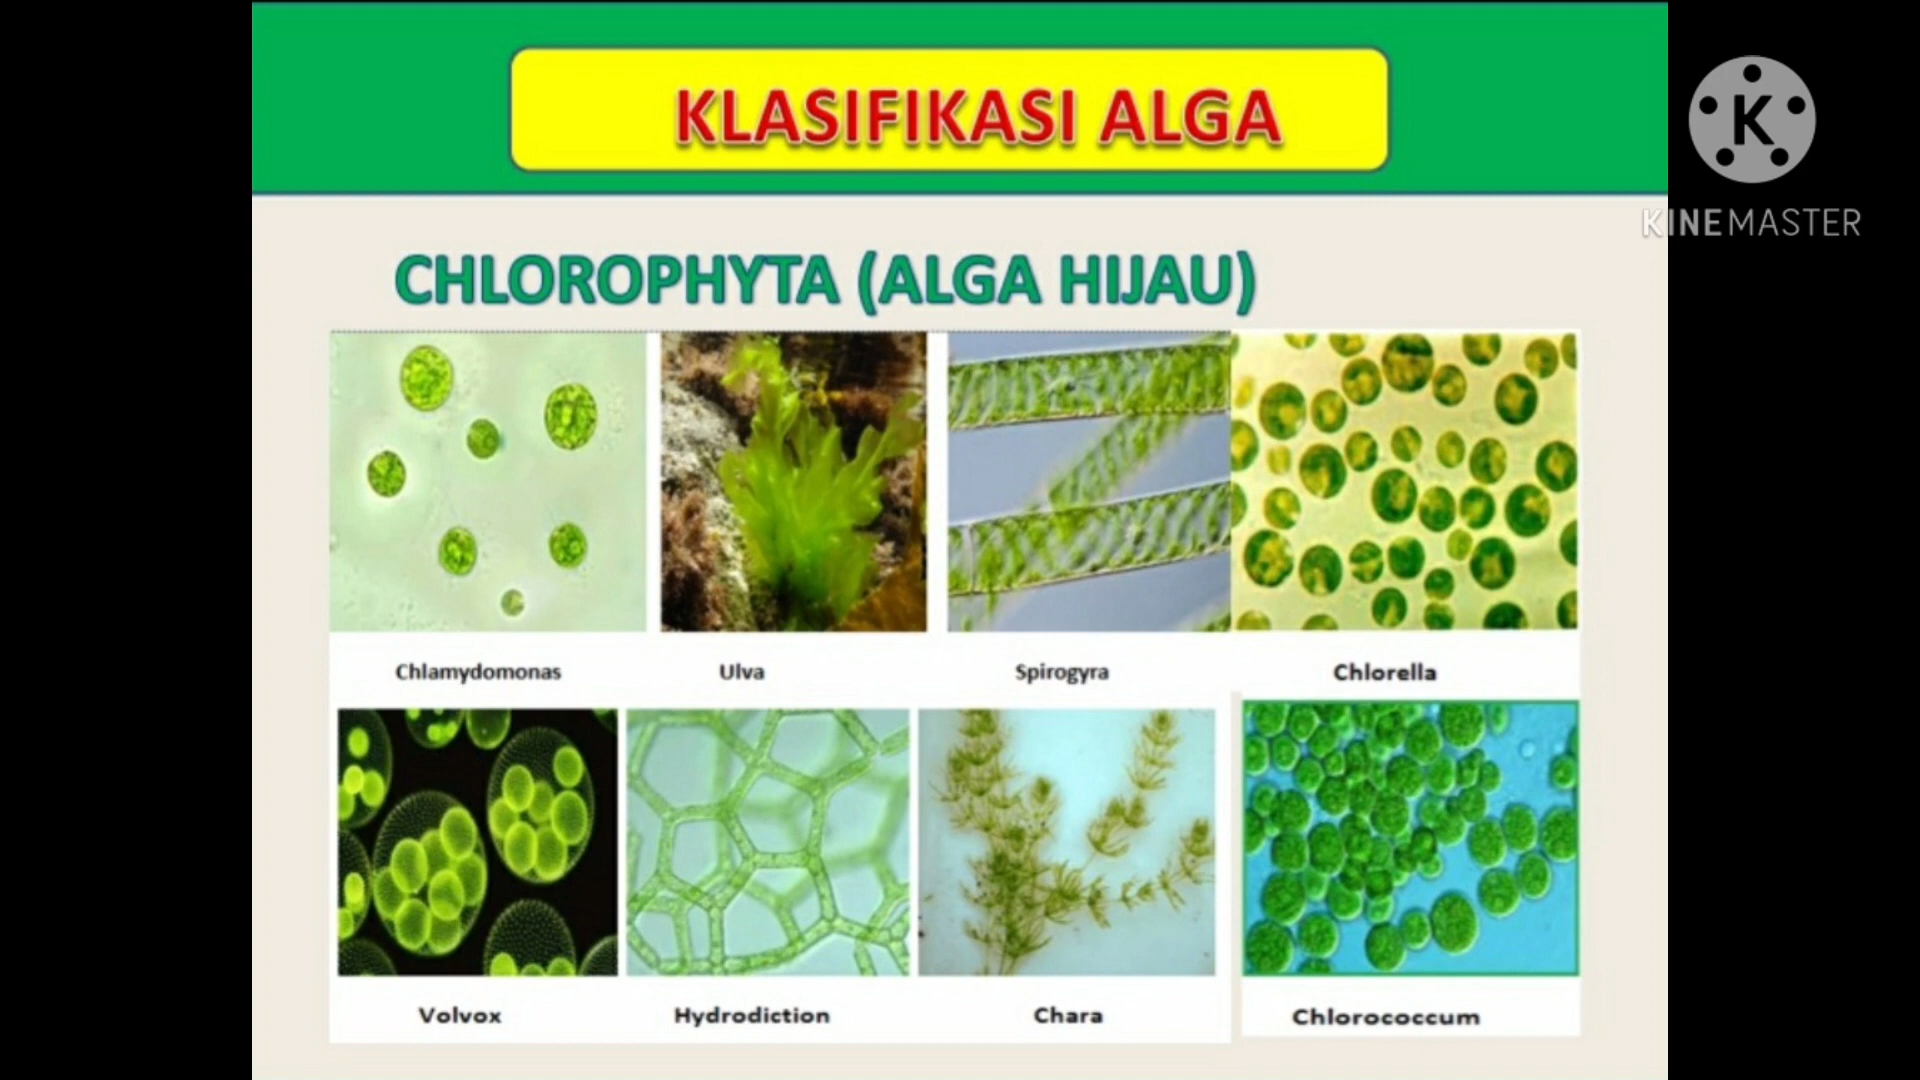 KLASIFIKASI ALGA
K
KINEMASTER
CHLOROPHYTA (ALGA HIJAU)
Chlamydomonas
Ulva
Spirogyra
Chlorella
Volvox
Hydrodiction
Chara
Chlorococcum